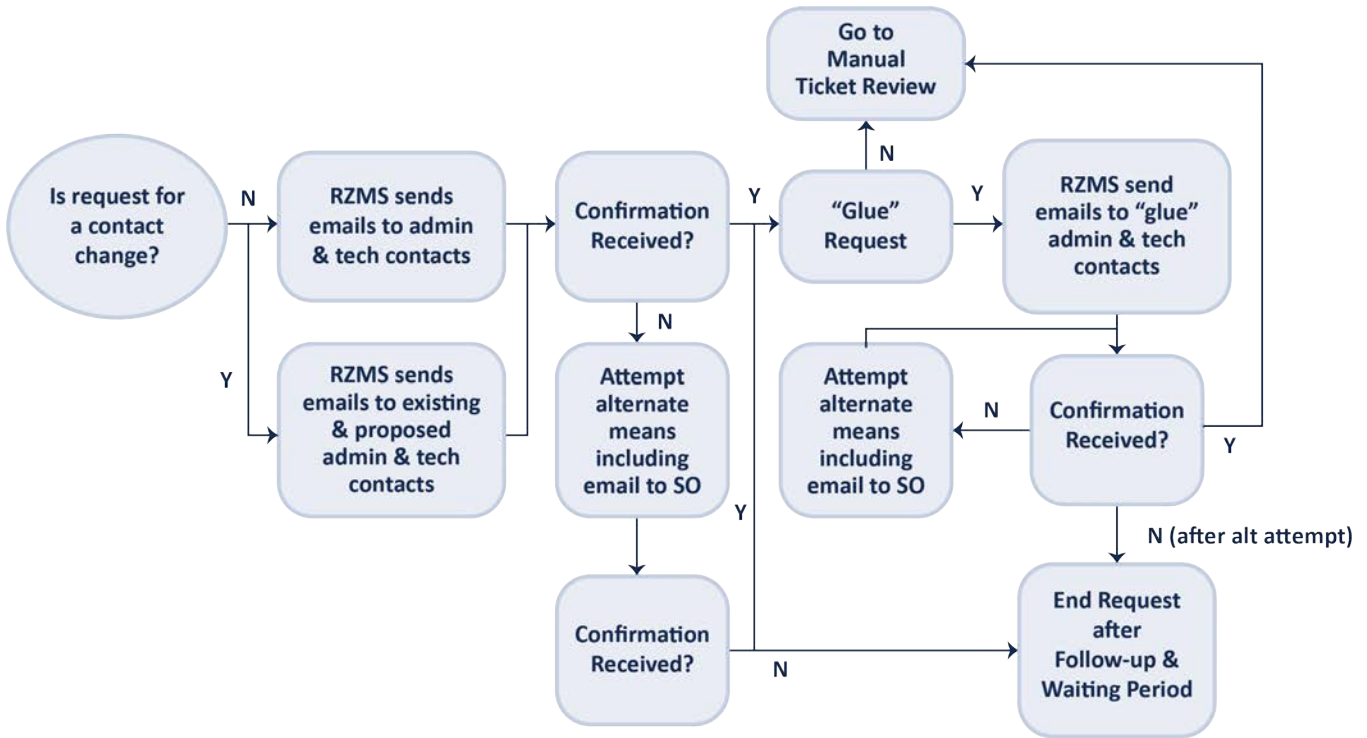 Go to
Manual
Ticket Review
Is request for
a contact
change?
N
RZMS sends
emails to admin
& tech contacts
Confirmation
Received?
Y
“Glue”
Request
N
Y
RZMS send
emails to “glue”
admin & tech
contacts
Y
RZMS sends
emails to existing
& proposed
admin & tech
contacts
N
Attempt
alternate
means
including
email to SO
Attempt
alternate
means
including
email to SO
N
Confirmation
Received?
Y
Y
N (after alt attempt)
Confirmation
Received?
N
End Request
after
Follow-up &
Waiting Period